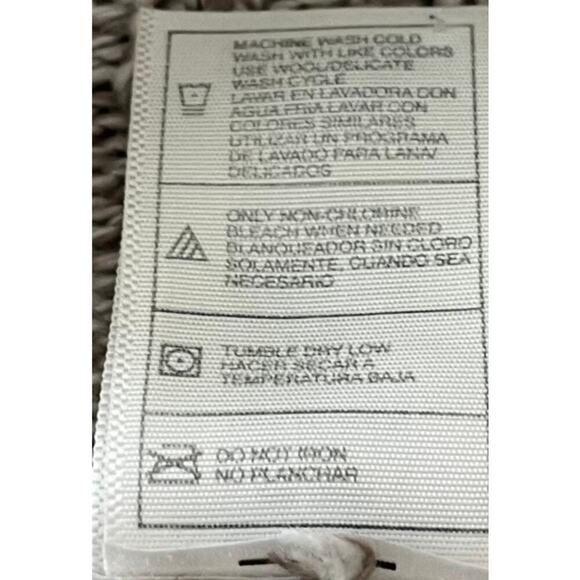 MACHINE WASH COLD
WASH WITH LIKE COLORS
USE WOOL/DELICATE
WASH CYCLE
LAVAR EN LAVADORA CON
AGUA FRIA LAVAR CON
COLORES SIMILARES
UTILIZAR UN PROGRAMA
DE LAVADO PARA LANA/
DELICADOS
ONLY NON-CHLORINE
BLEACH WHEN NEEDED
BLANQUEADOR SIN CLORO
SOLAMENTE, CUANDO SEA
NECESARIO
TUMBLE DRY LOW
HACER SECAR A
TEMPERATURA BAJA
DO NOT IRON
NO PLANCHAR